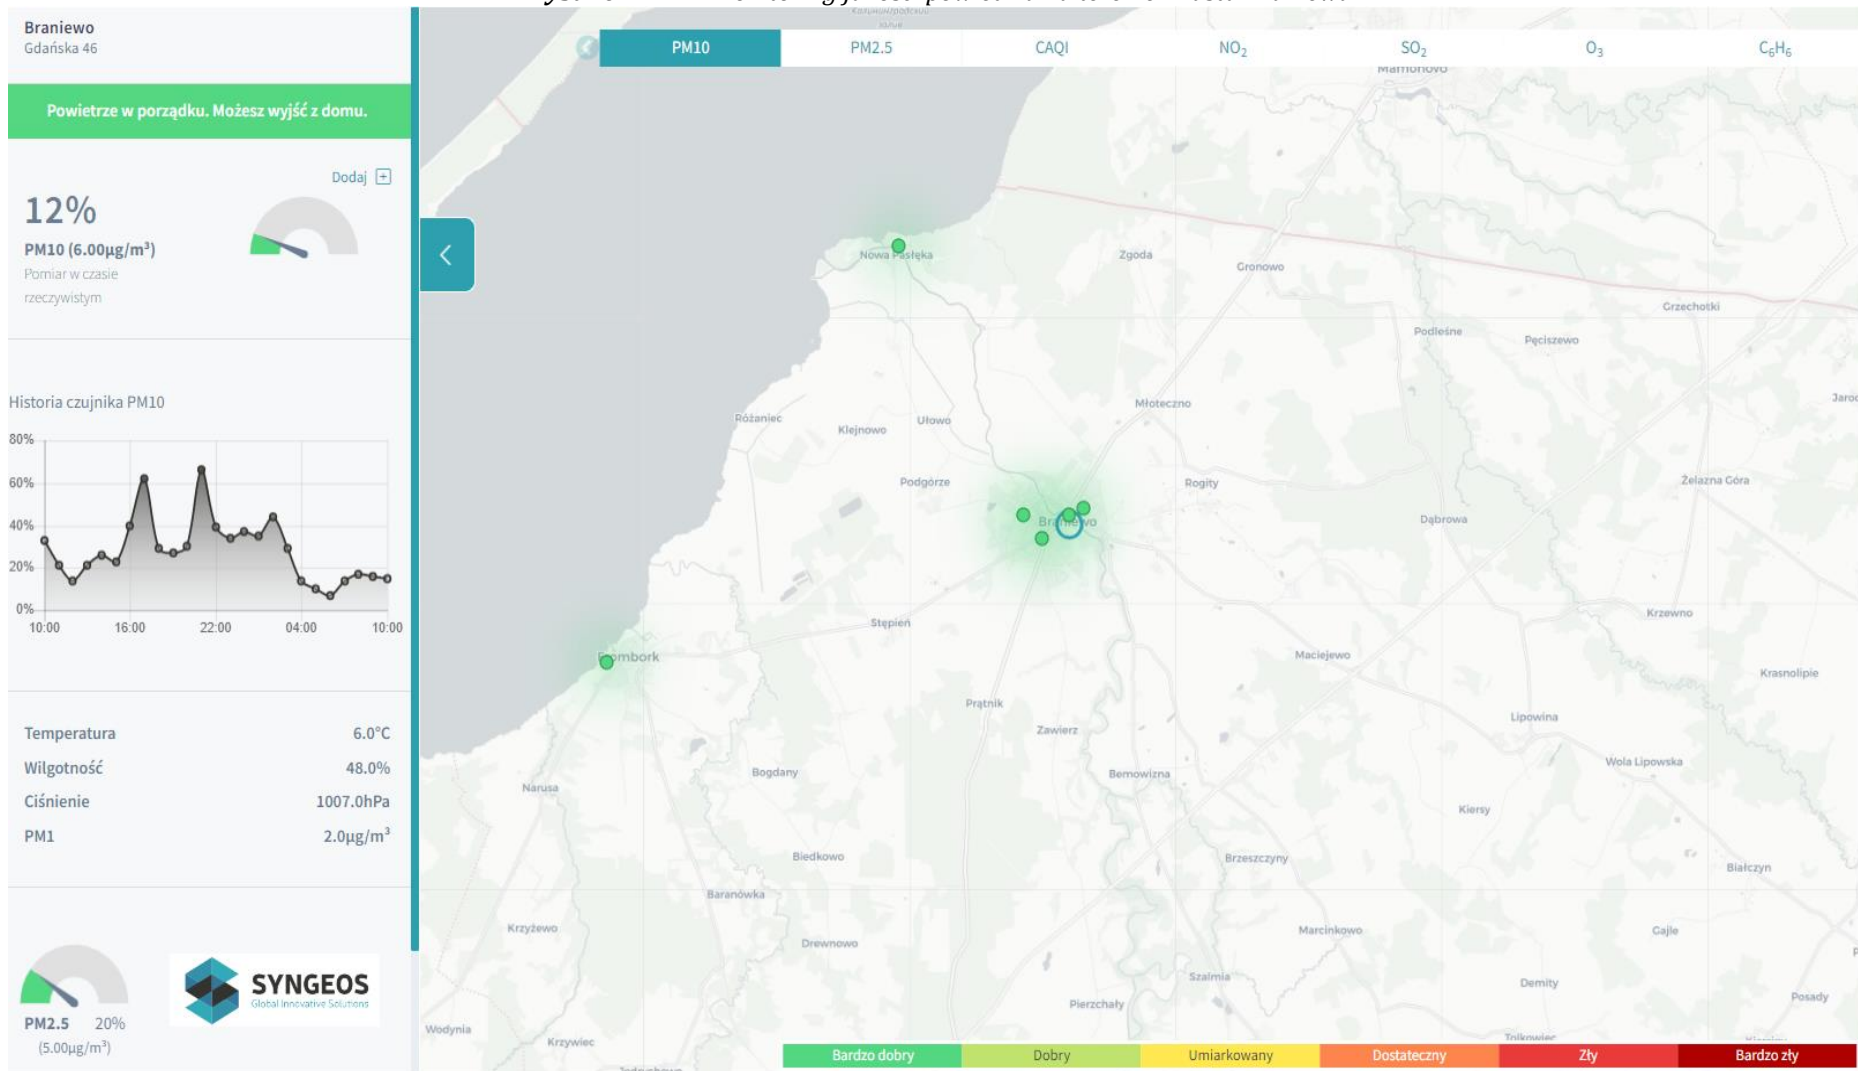 Braniewo
Gdańska 46
Powietrze w porządku. Możesz wyjść z domu.
Dodaj +
12%
PM10 (6.00µg/m³)
Pomiar w czasie
rzeczywistym
Historia czujnika PM10
80%
60%
40%
20%
0%
10:00 16:00 22:00 04:00 10:00
Temperatura 6.0°C
Wilgotność 48.0%
Ciśnienie 1007.0hPa
PM1 2.0µg/m³
PM2.5 20%
(5.00µg/m³)
SYNGEOS
Global Innovative Solutions
PM10 PM2.5 CAQI NO₂ SO₂ O₃ C₆H₆
Nowa Pasłęka
Zgoda
Gronowo
Grzechotki
Podleśne
Pęciszewo
Młoteczno
Różaniec
Klejnowo
Ułowo
Podgórze
Rogity
Żelazna Góra
Braniewo
Dąbrowa
Krzewno
Stępień
Frombork
Maciejewo
Krasnolipie
Prątnik
Zawierz
Lipowina
Wola Lipowska
Bogdany
Bemowizna
Narusa
Kiersy
Biedkowo
Brzeszczyny
Białczyn
Baranówka
Krzyżewo
Marcinkowo
Gajle
Drewnowo
Szalmia
Demity
Posady
Pierzchały
Wodynia
Krzywiec
Bardzo dobry Dobry Umiarkowany Dostateczny Zły Bardzo zły